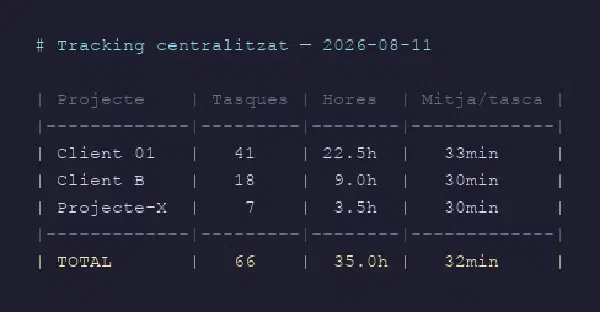 # Tracking centralitzat — 2026-08-11
| Projecte | Tasques | Hores | Mitja/tasca |
|-------------|---------|--------|-------------|
| Client 01 | 41 | 22.5h | 33min |
| Client B | 18 | 9.0h | 30min |
| Projecte-X | 7 | 3.5h | 30min |
|-------------|---------|--------|-------------|
| TOTAL | 66 | 35.0h | 32min |